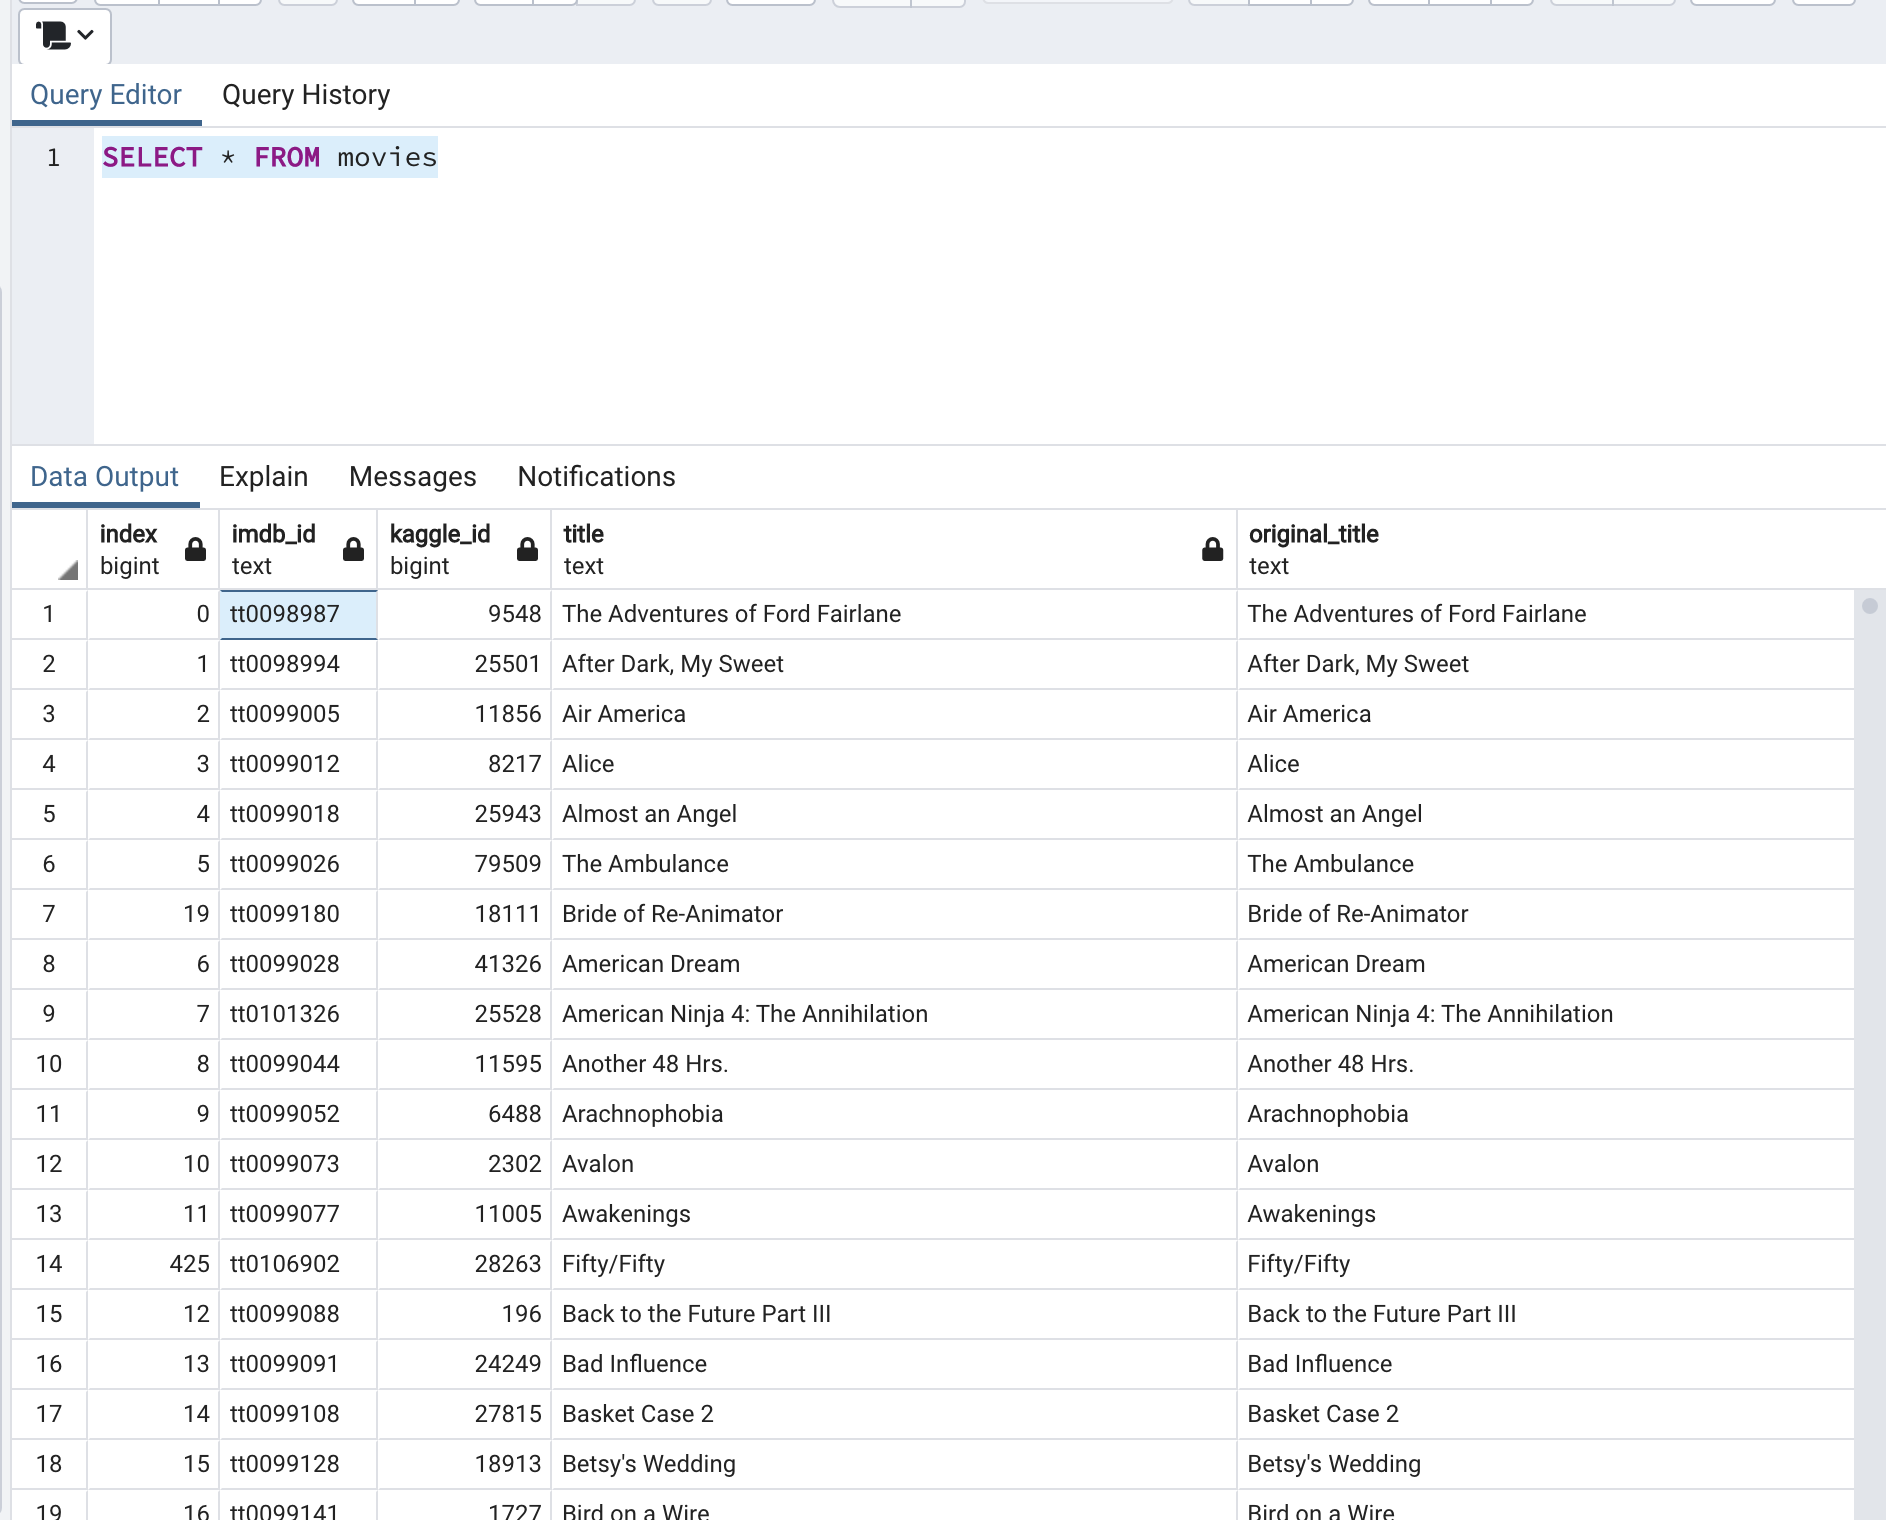 Query Editor Query History
1 SELECT * FROM movies
Data Output Explain Messages Notifications
index imdb_id kaggle_id title original_title
bigint text bigint text text
1 0 tt0098987 9548 The Adventures of Ford Fairlane The Adventures of Ford Fairlane
2 1 tt0098994 25501 After Dark, My Sweet After Dark, My Sweet
3 2 tt0099005 11856 Air America Air America
4 3 tt0099012 8217 Alice Alice
5 4 tt0099018 25943 Almost an Angel Almost an Angel
6 5 tt0099026 79509 The Ambulance The Ambulance
7 19 tt0099180 18111 Bride of Re-Animator Bride of Re-Animator
8 6 tt0099028 41326 American Dream American Dream
9 7 tt0101326 25528 American Ninja 4: The Annihilation American Ninja 4: The Annihilation
10 8 tt0099044 11595 Another 48 Hrs. Another 48 Hrs.
11 9 tt0099052 6488 Arachnophobia Arachnophobia
12 10 tt0099073 2302 Avalon Avalon
13 11 tt0099077 11005 Awakenings Awakenings
14 425 tt0106902 28263 Fifty/Fifty Fifty/Fifty
15 12 tt0099088 196 Back to the Future Part III Back to the Future Part III
16 13 tt0099091 24249 Bad Influence Bad Influence
17 14 tt0099108 27815 Basket Case 2 Basket Case 2
18 15 tt0099128 18913 Betsy's Wedding Betsy's Wedding
19 16 tt0099141 1727 Bird on a Wire Bird on a Wire